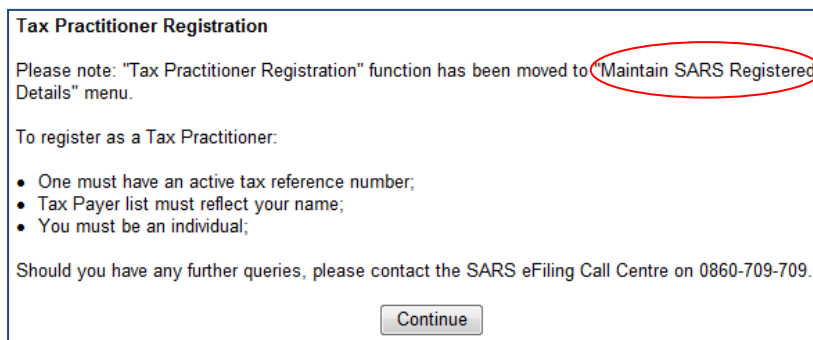 Tax Practitioner Registration
Please note: "Tax Practitioner Registration" function has been moved to "Maintain SARS Registered
Details" menu.
To register as a Tax Practitioner:
● One must have an active tax reference number;
● Tax Payer list must reflect your name;
● You must be an individual;
Should you have any further queries, please contact the SARS eFiling Call Centre on 0860-709-709.
Continue